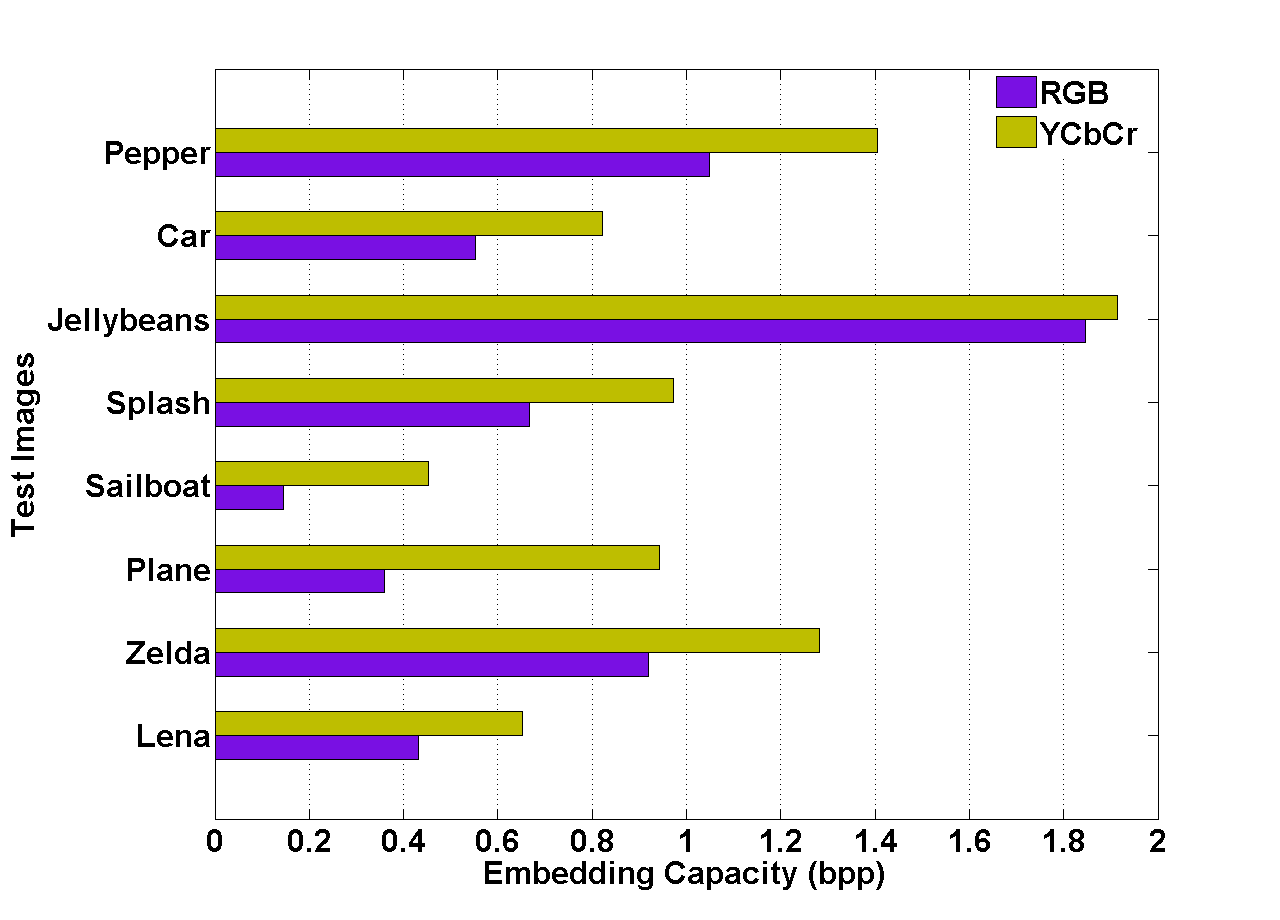 RGB
YCbCr
Pepper
Car
Jellybeans
Splash
Sailboat
Plane
Zelda
Lena
Test Images
0 0.2 0.4 0.6 0.8 1 1.2 1.4 1.6 1.8 2
Embedding Capacity (bpp)